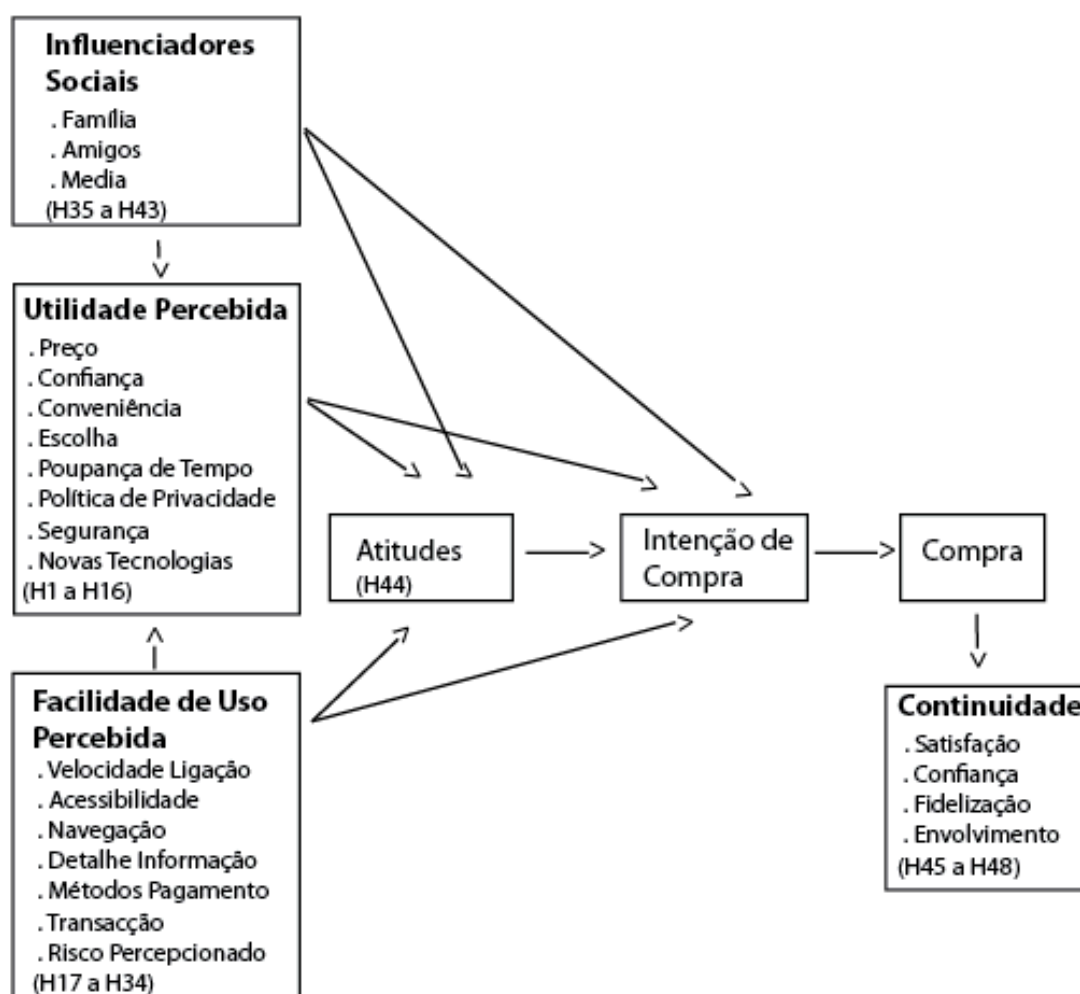 Influenciadores
Sociais
. Família
. Amigos
. Media
(H35 a H43)
Utilidade Percebida
. Preço
. Confiança
. Conveniência
. Escolha
. Poupança de Tempo
. Política de Privacidade
. Segurança
. Novas Tecnologias
(H1 a H16)
Facilidade de Uso
Percebida
. Velocidade Ligação
. Acessibilidade
. Navegação
. Detalhe Informação
. Métodos Pagamento
. Transacção
. Risco Percepcionado
(H17 a H34)
Atitudes
(H44)
Intenção de
Compra
Compra
Continuidade
. Satisfação
. Confiança
. Fidelização
. Envolvimento
(H45 a H48)